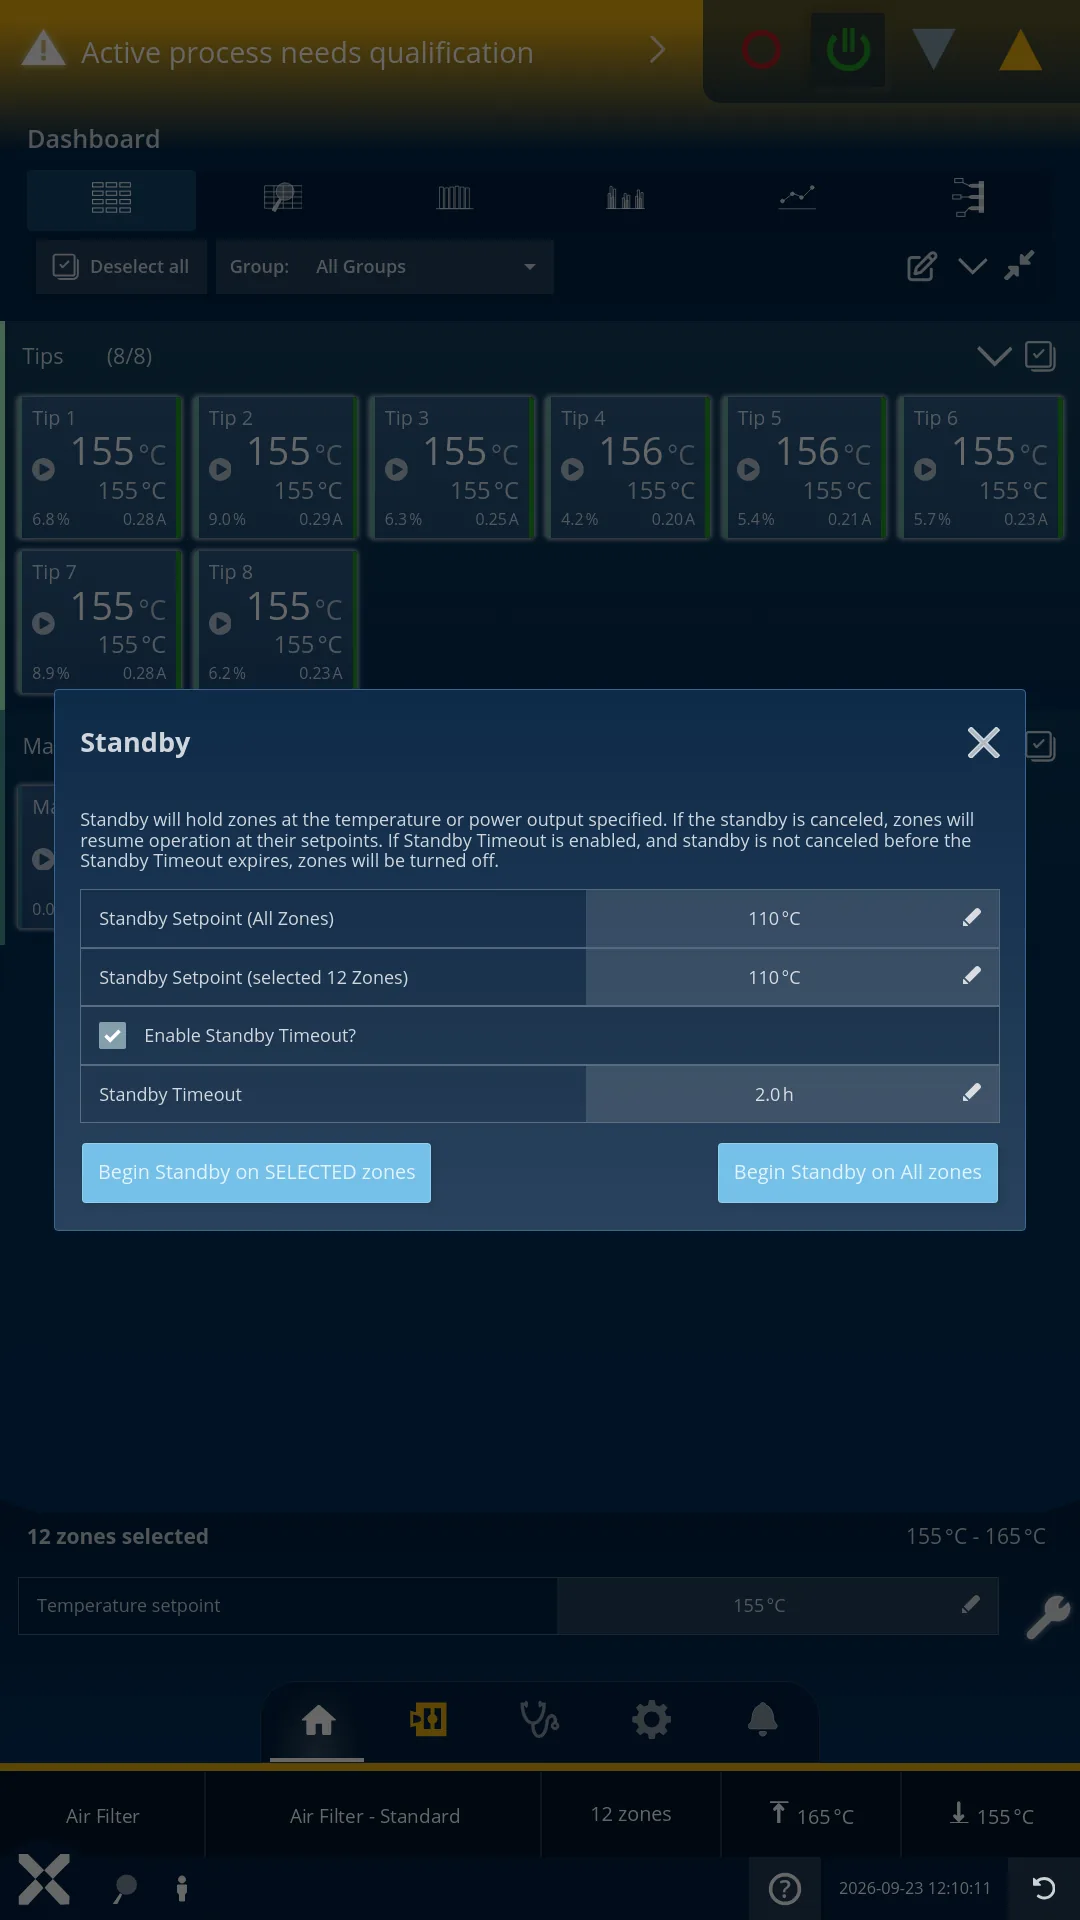 Active process needs qualification
Dashboard
Deselect all
Group: All Groups
Tips (8/8)
Tip 1
155 °C
155 °C
6.8 % 0.28 A
Tip 2
155 °C
155 °C
9.0 % 0.29 A
Tip 3
155 °C
155 °C
6.3 % 0.25 A
Tip 4
156 °C
155 °C
4.2 % 0.20 A
Tip 5
156 °C
155 °C
5.4 % 0.21 A
Tip 6
155 °C
155 °C
5.7 % 0.23 A
Tip 7
155 °C
155 °C
8.9 % 0.28 A
Tip 8
155 °C
155 °C
6.2 % 0.23 A
Standby
Standby will hold zones at the temperature or power output specified. If the standby is canceled, zones will
resume operation at their setpoints. If Standby Timeout is enabled, and standby is not canceled before the
Standby Timeout expires, zones will be turned off.
Standby Setpoint (All Zones) 110 °C
Standby Setpoint (selected 12 Zones) 110 °C
Enable Standby Timeout?
Standby Timeout 2.0 h
Begin Standby on SELECTED zones
Begin Standby on All zones
12 zones selected 155 °C - 165 °C
Temperature setpoint 155 °C
Air Filter
Air Filter - Standard
12 zones
165 °C
155 °C
2026-09-23 12:10:11